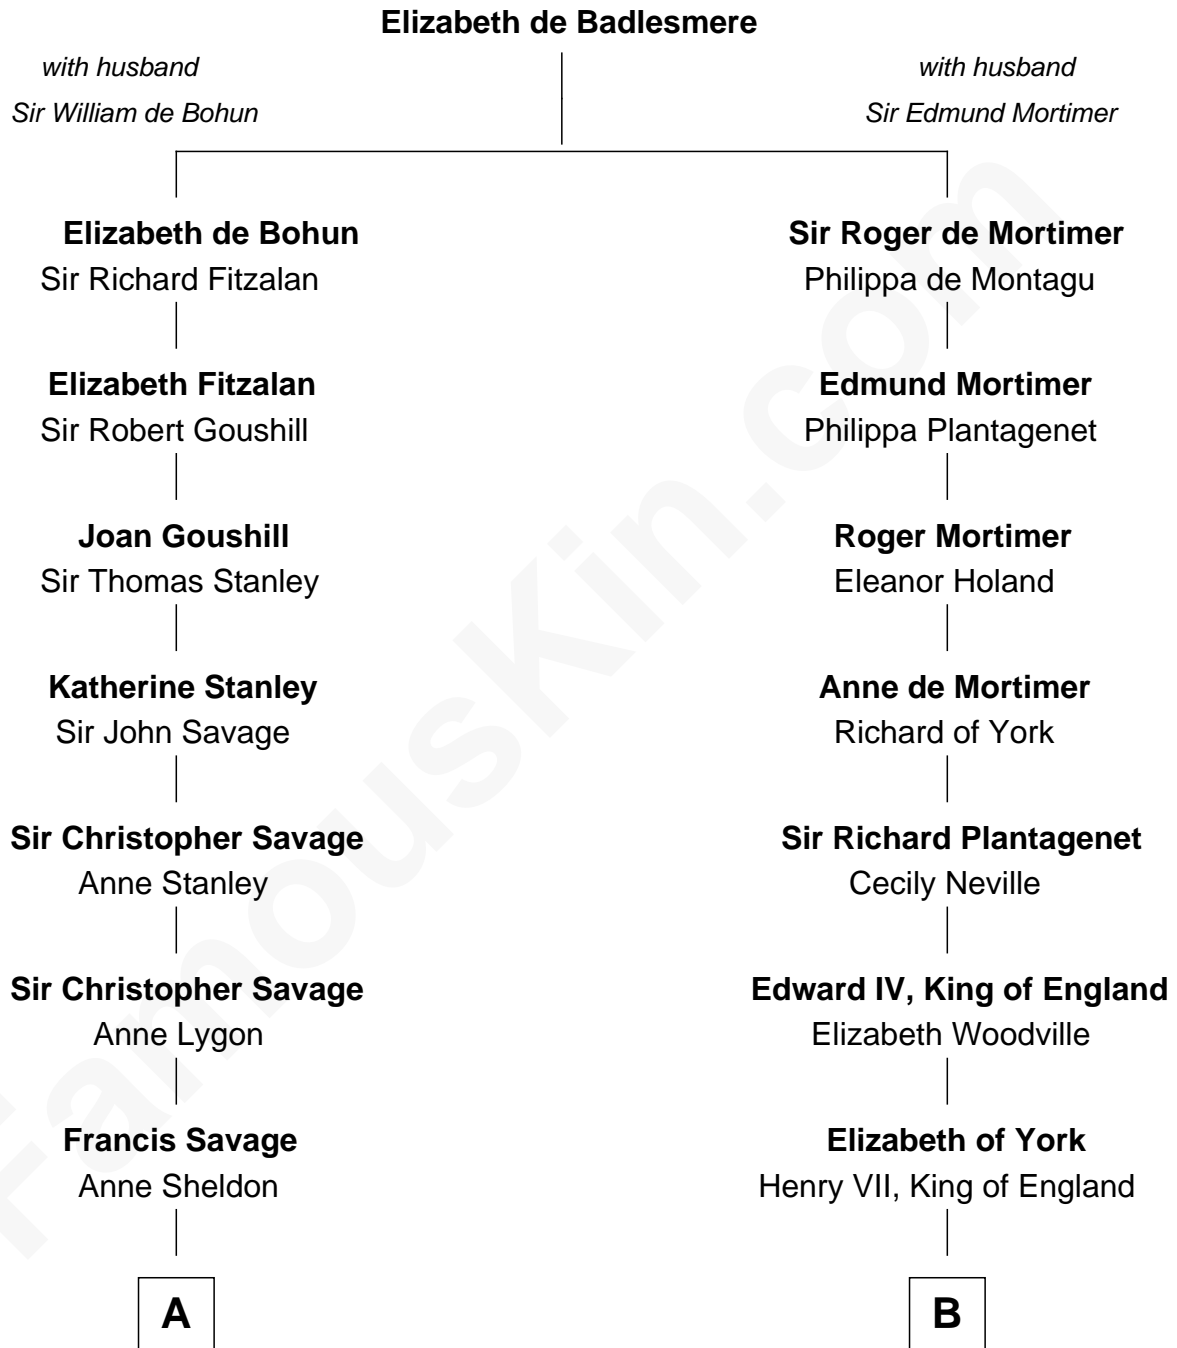 Elizabeth de Badlesmere
with husband
Sir William de Bohun
with husband
Sir Edmund Mortimer
Elizabeth de Bohun
Sir Richard Fitzalan
Sir Roger de Mortimer
Philippa de Montagu
Elizabeth Fitzalan
Sir Robert Goushill
Edmund Mortimer
Philippa Plantagenet
Joan Goushill
Sir Thomas Stanley
Roger Mortimer
Eleanor Holand
Katherine Stanley
Sir John Savage
Anne de Mortimer
Richard of York
Sir Christopher Savage
Anne Stanley
Sir Richard Plantagenet
Cecily Neville
Sir Christopher Savage
Anne Lygon
Edward IV, King of England
Elizabeth Woodville
Francis Savage
Anne Sheldon
Elizabeth of York
Henry VII, King of England
A
B
FamousKin.com